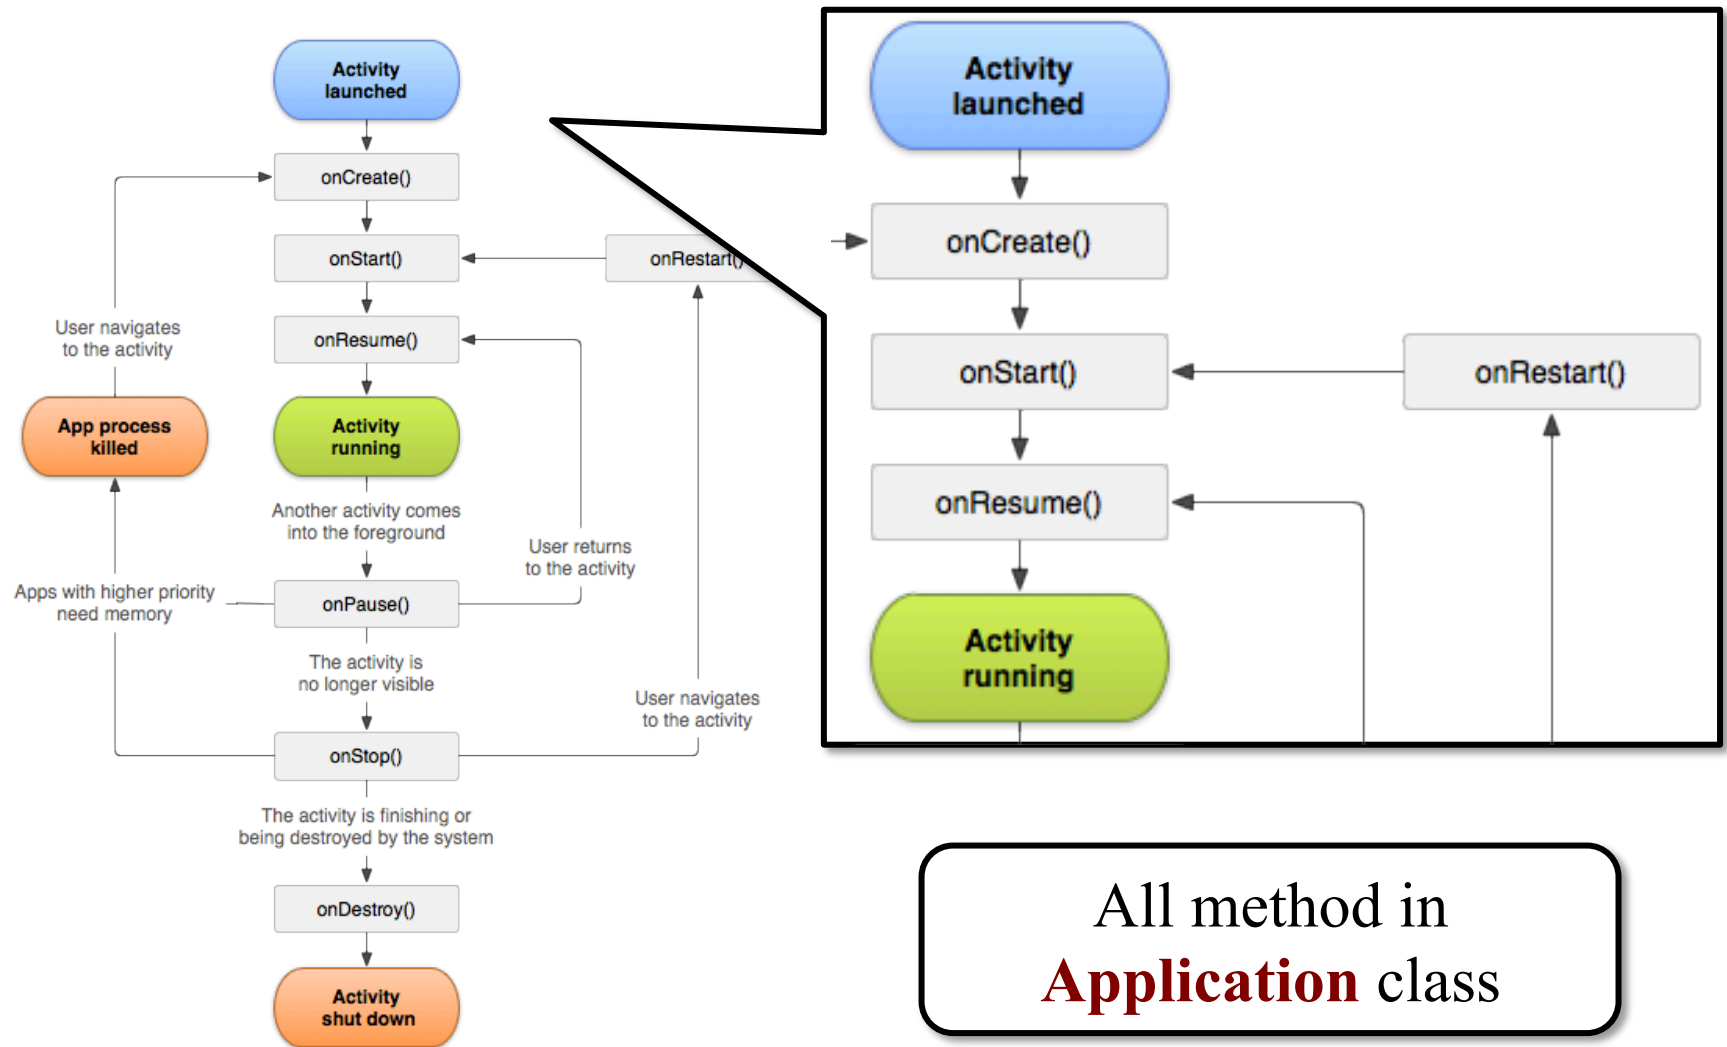 Activity
launched
onCreate()
onStart()
onRestart()
onResume()
User navigates
to the activity
App process
killed
Activity
running
Another activity comes
into the foreground
User returns
to the activity
Apps with higher priority
need memory
onPause()
The activity is
no longer visible
User navigates
to the activity
onStop()
The activity is finishing or
being destroyed by the system
onDestroy()
Activity
shut down
Activity
launched
onCreate()
onStart()
onRestart()
onResume()
Activity
running
All method in
Application class